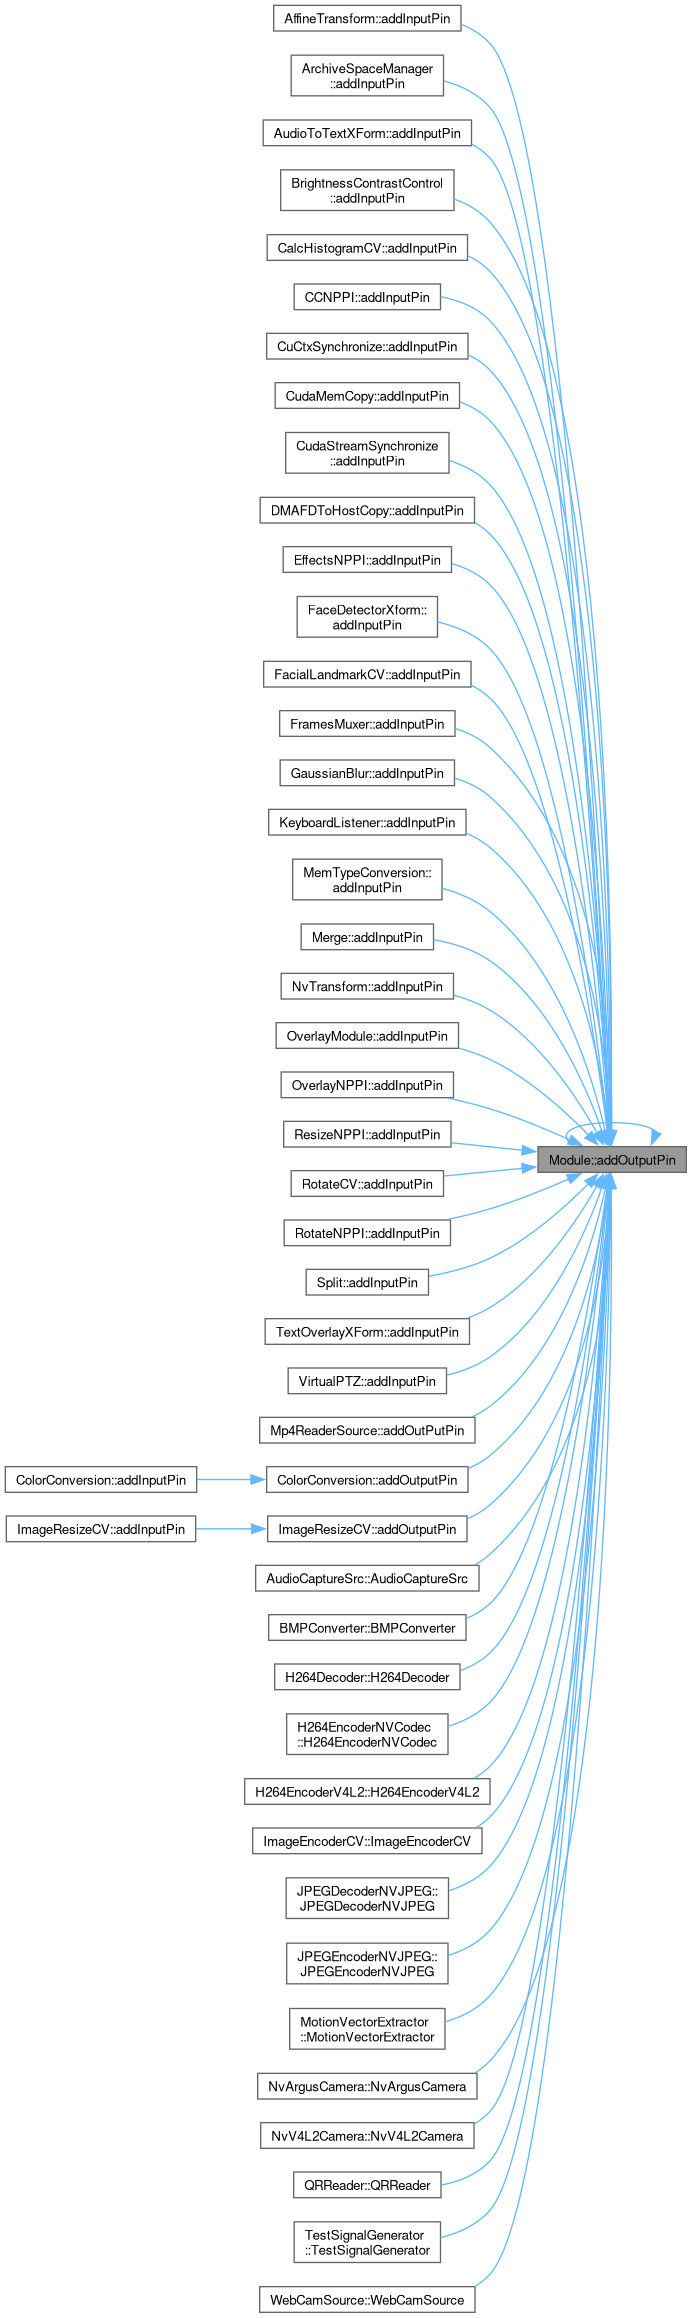 AffineTransform::addInputPin
ArchiveSpaceManager
::addInputPin
AudioToTextXForm::addInputPin
BrightnessContrastControl
::addInputPin
CalcHistogramCV::addInputPin
CCNPPI::addInputPin
CuCtxSynchronize::addInputPin
CudaMemCopy::addInputPin
CudaStreamSynchronize
::addInputPin
DMAFDToHostCopy::addInputPin
EffectsNPPI::addInputPin
FaceDetectorXform::
addInputPin
FacialLandmarkCV::addInputPin
FramesMuxer::addInputPin
GaussianBlur::addInputPin
KeyboardListener::addInputPin
MemTypeConversion::
addInputPin
Merge::addInputPin
NvTransform::addInputPin
OverlayModule::addInputPin
OverlayNPPI::addInputPin
ResizeNPPI::addInputPin
Module::addOutputPin
RotateCV::addInputPin
RotateNPPI::addInputPin
Split::addInputPin
TextOverlayXForm::addInputPin
VirtualPTZ::addInputPin
Mp4ReaderSource::addOutPutPin
ColorConversion::addInputPin
ColorConversion::addOutputPin
ImageResizeCV::addInputPin
ImageResizeCV::addOutputPin
AudioCaptureSrc::AudioCaptureSrc
BMPConverter::BMPConverter
H264Decoder::H264Decoder
H264EncoderNVCodec
::H264EncoderNVCodec
H264EncoderV4L2::H264EncoderV4L2
ImageEncoderCV::ImageEncoderCV
JPEGDecoderNVJPEG::
JPEGDecoderNVJPEG
JPEGEncoderNVJPEG::
JPEGEncoderNVJPEG
MotionVectorExtractor
::MotionVectorExtractor
NvArgusCamera::NvArgusCamera
NvV4L2Camera::NvV4L2Camera
QRReader::QRReader
TestSignalGenerator
::TestSignalGenerator
WebCamSource::WebCamSource